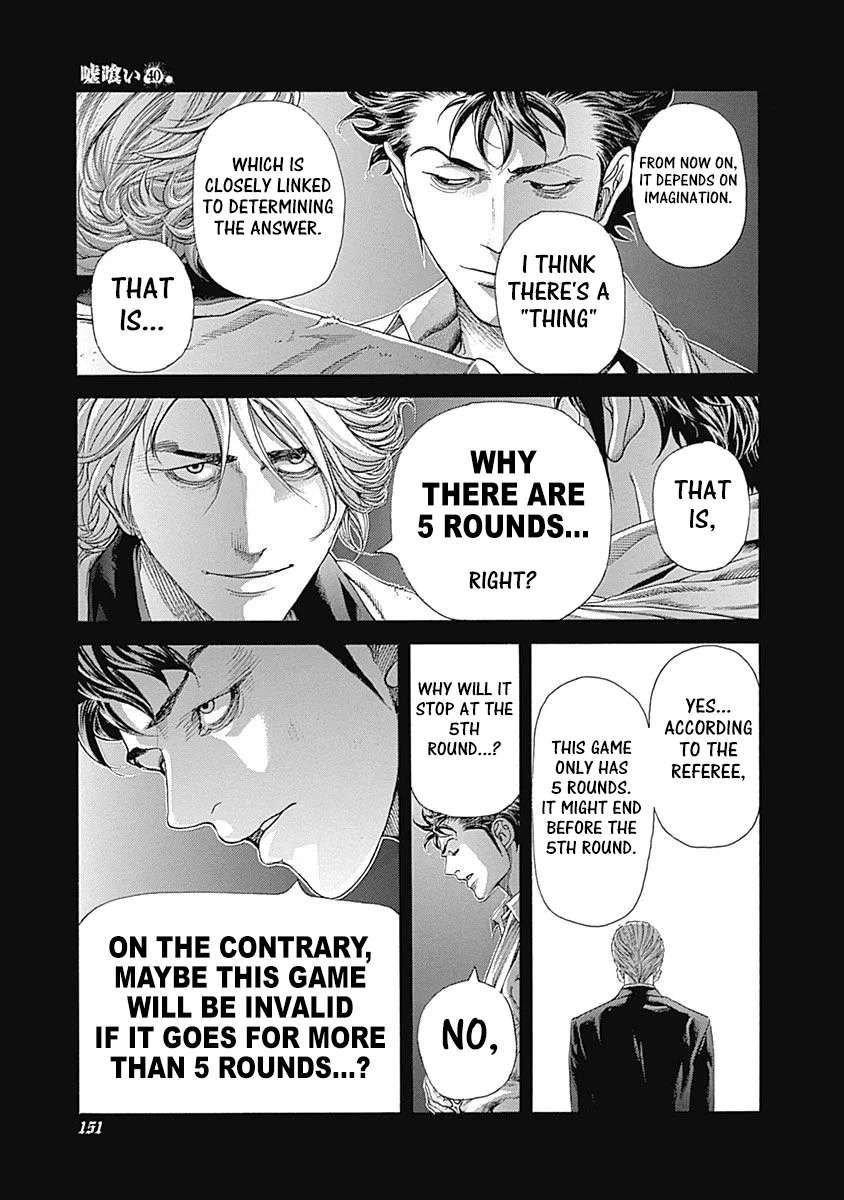 嘘喰い 40
FROM NOW ON,
IT DEPENDS ON
IMAGINATION.
I THINK
THERE'S A
"THING"
WHICH IS
CLOSELY LINKED
TO DETERMINING
THE ANSWER.
THAT
IS...
THAT
IS,
WHY
THERE ARE
5 ROUNDS...
RIGHT?
YES...
ACCORDING
TO THE
REFEREE,
THIS GAME
ONLY HAS
5 ROUNDS.
IT MIGHT END
BEFORE THE
5TH ROUND.
WHY WILL IT
STOP AT THE
5TH
ROUND...?
NO,
ON THE CONTRARY,
MAYBE THIS GAME
WILL BE INVALID
IF IT GOES FOR MORE
THAN 5 ROUNDS...?
151